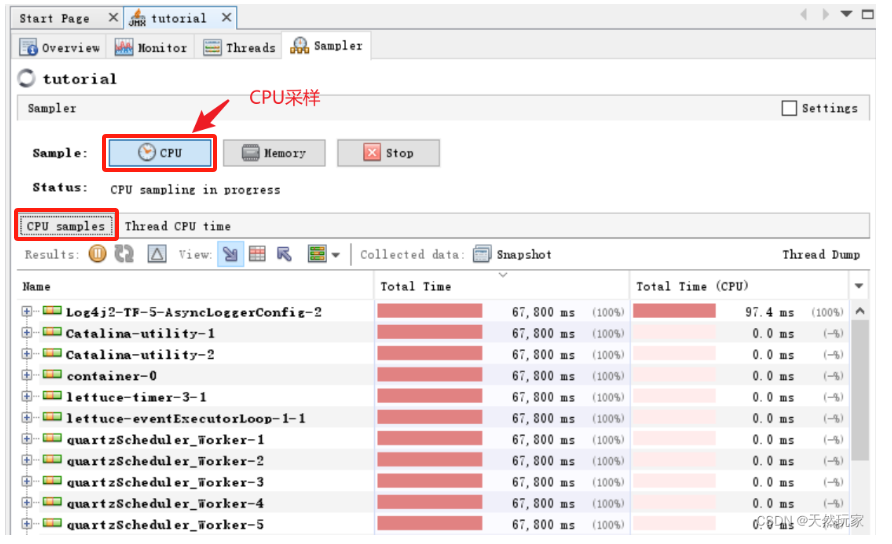 Start Page
JMX tutorial
Overview Monitor Threads Sampler
tutorial
CPU采样
Sampler Settings
Sample: CPU Memory Stop
Status: CPU sampling in progress
CPU samples Thread CPU time
Results: View: Collected data: Snapshot Thread Dump
Name Total Time Total Time (CPU)
Log4j2-TF-5-AsyncLoggerConfig-2 67,800 ms (100%) 97.4 ms (100%)
Catalina-utility-1 67,800 ms (100%) 0.0 ms (-%)
Catalina-utility-2 67,800 ms (100%) 0.0 ms (-%)
container-0 67,800 ms (100%) 0.0 ms (-%)
lettuce-timer-3-1 67,800 ms (100%) 0.0 ms (-%)
lettuce-eventExecutorLoop-1-1 67,800 ms (100%) 0.0 ms (-%)
quartzScheduler_Worker-1 67,800 ms (100%) 0.0 ms (-%)
quartzScheduler_Worker-2 67,800 ms (100%) 0.0 ms (-%)
quartzScheduler_Worker-3 67,800 ms (100%) 0.0 ms (-%)
quartzScheduler_Worker-4 67,800 ms (100%) 0.0 ms (-%)
quartzScheduler_Worker-5 67,800 ms (100%) 0.0 ms (-%)
CSDN @天然玩家